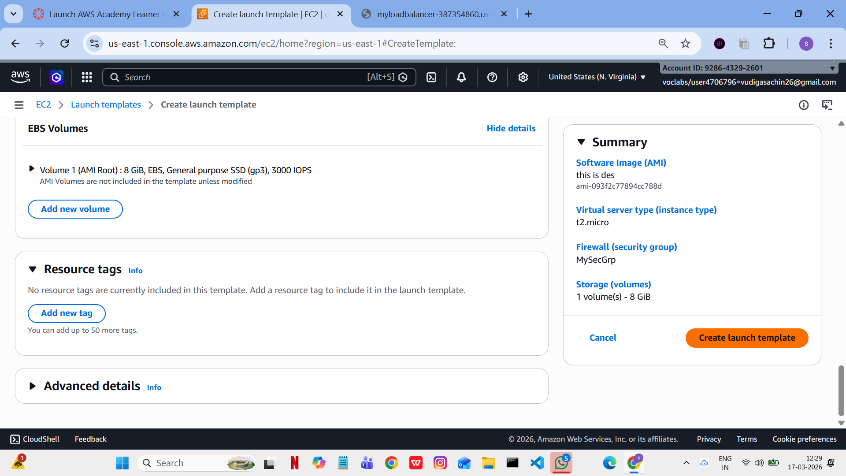 Launch AWS Academy Learner
Create launch template | EC2 |
mybadbalancer-387354860.us
us-east-1.console.aws.amazon.com/ec2/home?region=us-east-1#CreateTemplate:
S
aws
Search
[Alt+S]
United States (N. Virginia)
Account ID: 9286-4329-2601
voclabs/user4706796=vudigasachin26@gmail.com
EC2
Launch templates
Create launch template
EBS Volumes
Hide details
Volume 1 (AMI Root) : 8 GiB, EBS, General purpose SSD (gp3), 3000 IOPS
AMI Volumes are not included in the template unless modified
Add new volume
Resource tags Info
No resource tags are currently included in this template. Add a resource tag to include it in the launch template.
Add new tag
You can add up to 50 more tags.
Advanced details Info
Summary
Software Image (AMI)
this is des
ami-093f2c77894cc788d
Virtual server type (instance type)
t2.micro
Firewall (security group)
MySecGrp
Storage (volumes)
1 volume(s) - 8 GiB
Cancel
Create launch template
CloudShell
Feedback
© 2026, Amazon Web Services, Inc. or its affiliates.
Privacy
Terms
Cookie preferences
1
Search
5
ENG
IN
12:29
17-03-2026